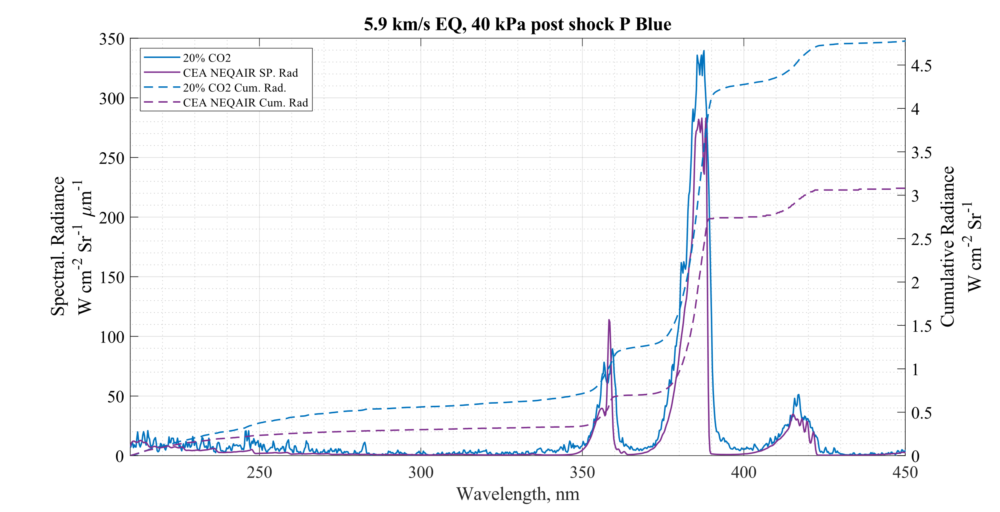 5.9 km/s EQ, 40 kPa post shock P Blue
20% CO2
CEA NEQAIR SP. Rad
20% CO2 Cum. Rad.
CEA NEQAIR Cum. Rad
350
300
250
200
150
100
50
0
4.5
4
3.5
3
2.5
2
1.5
1
0.5
0
250
300
350
400
450
Wavelength, nm
Spectral. Radiance
W cm-2 Sr-1 μm-1
Cumulative Radiance
W cm-2 Sr-1